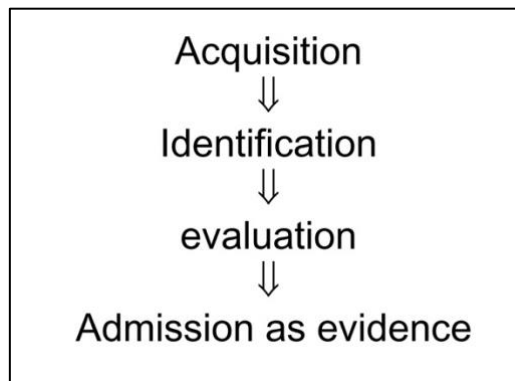 Acquisition
⇓
Identification
⇓
evaluation
⇓
Admission as evidence